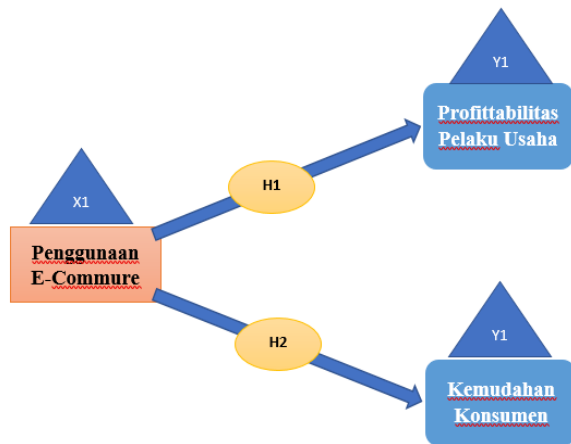 Y1
Profittabilitas
Pelaku Usaha
H1
X1
Penggunaan
E-Commure
H2
Y1
Kemudahan
Konsumen